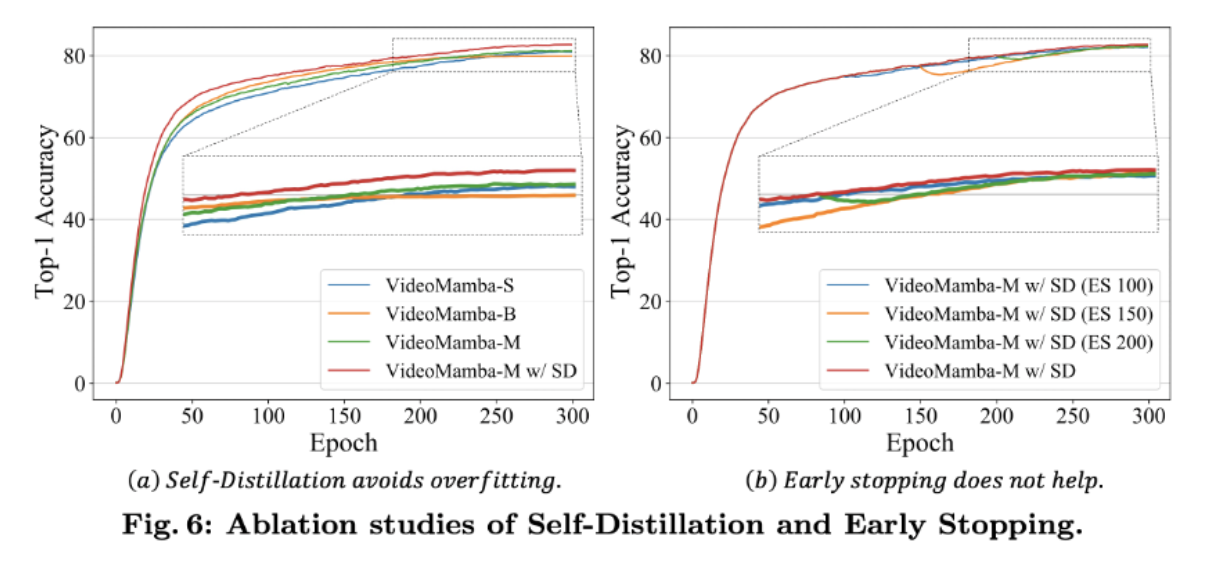 80
60
40
20
0
Top-1 Accuracy
VideoMamba-S
VideoMamba-B
VideoMamba-M
VideoMamba-M w/ SD
0 50 100 150 200 250 300
Epoch
(a) Self-Distillation avoids overfitting.
80
60
40
20
0
Top-1 Accuracy
VideoMamba-M w/ SD (ES 100)
VideoMamba-M w/ SD (ES 150)
VideoMamba-M w/ SD (ES 200)
VideoMamba-M w/ SD
0 50 100 150 200 250 300
Epoch
(b) Early stopping does not help.
Fig. 6: Ablation studies of Self-Distillation and Early Stopping.